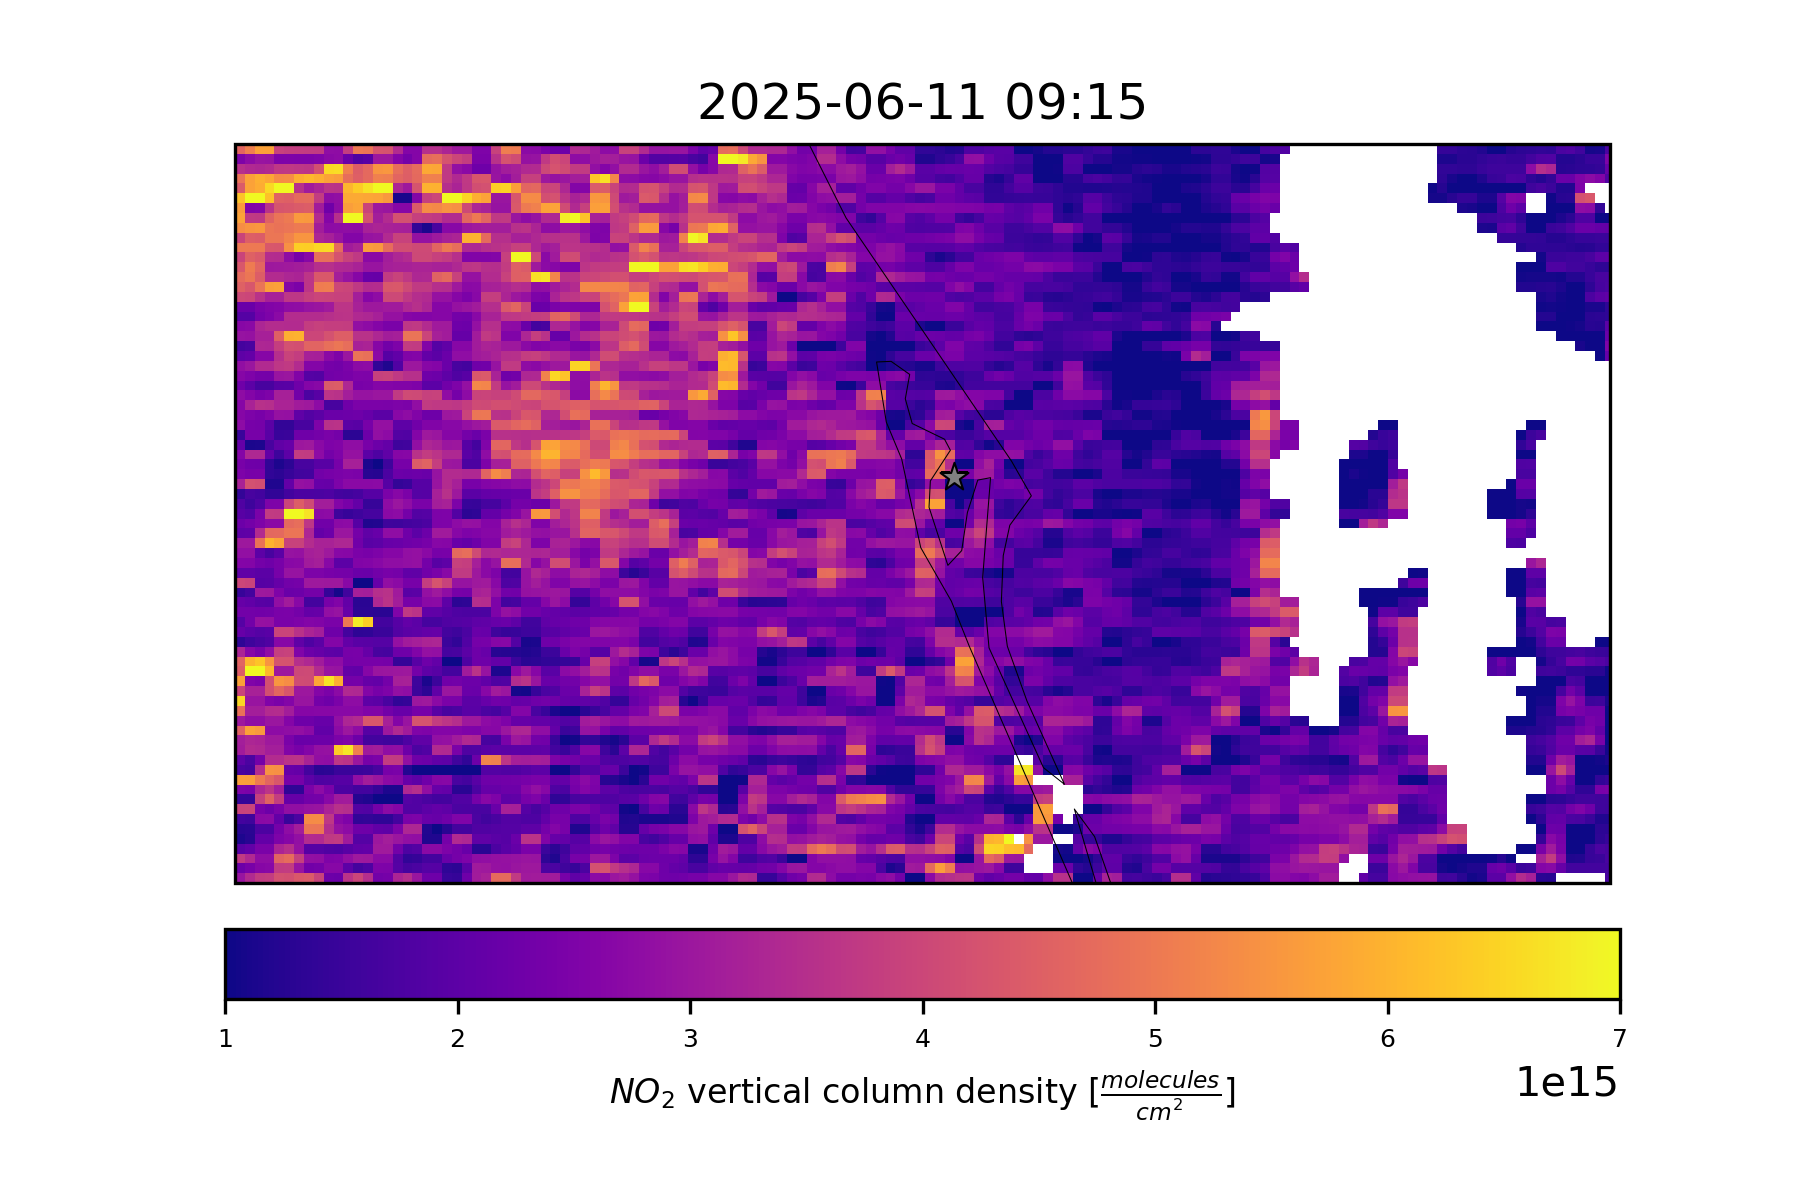 2025-06-11 09:15
1 2 3 4 5 6 7
1e15
NO₂ vertical column density [molecules/cm²]